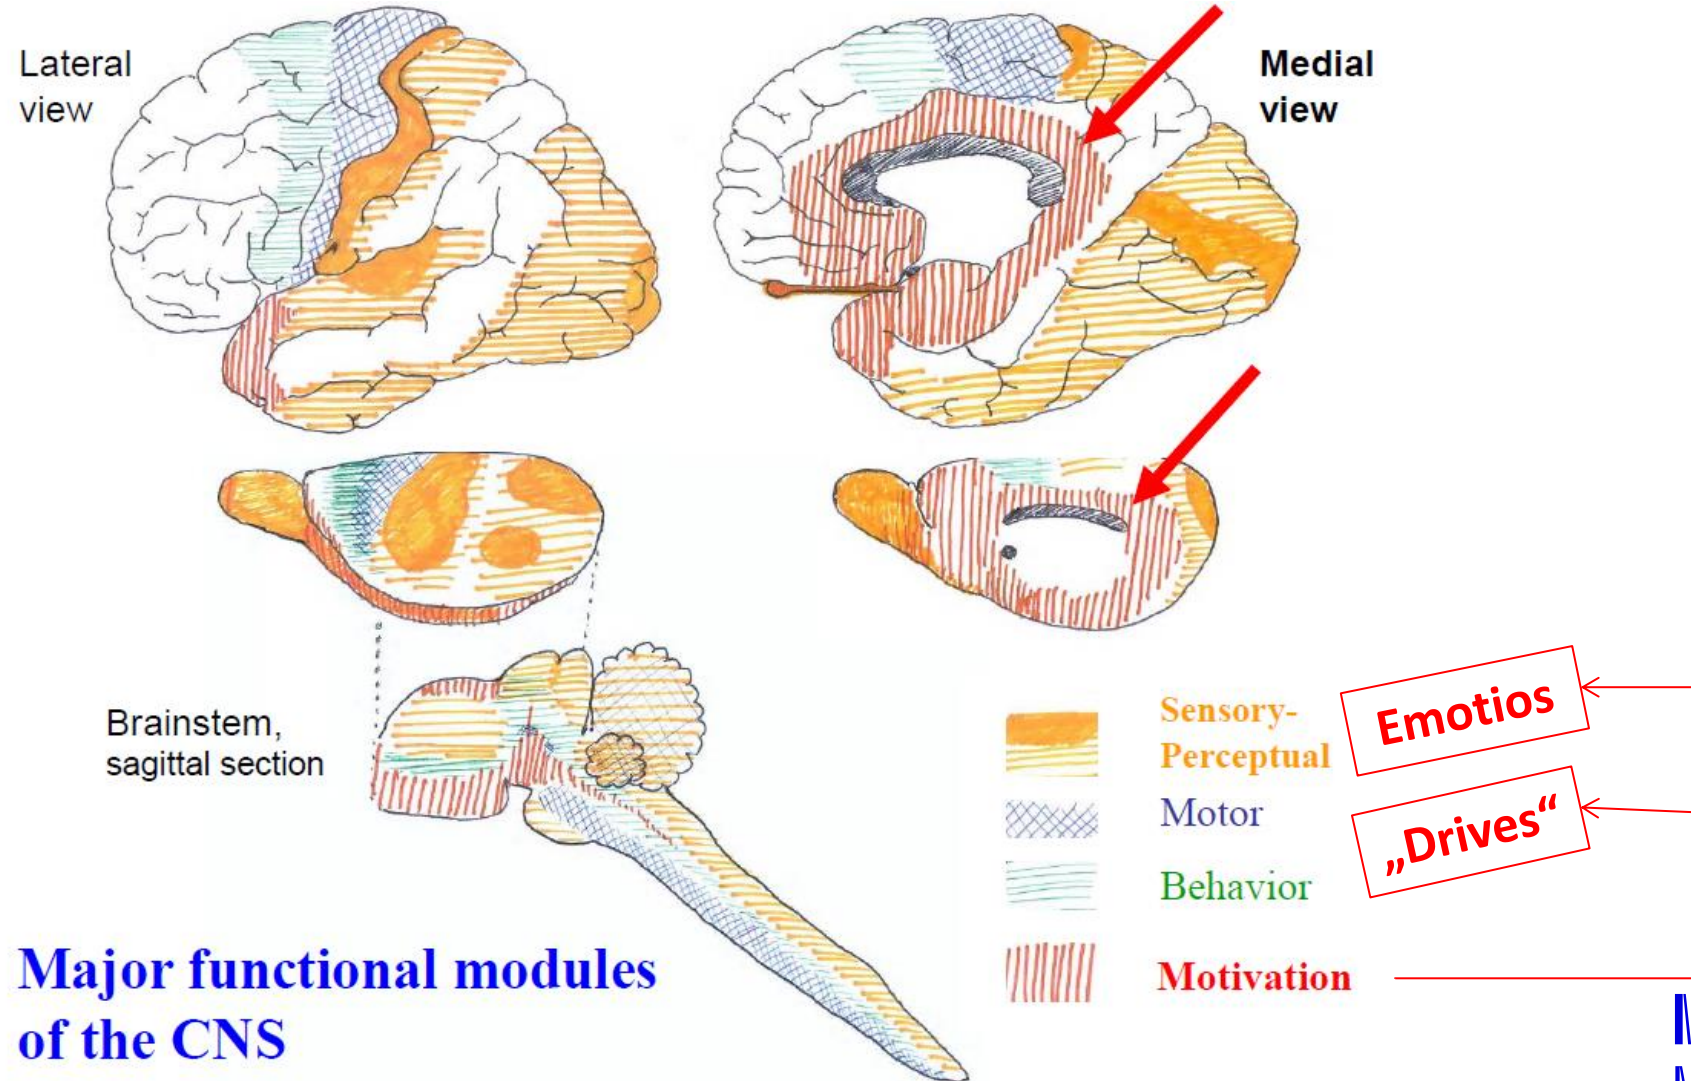 Lateral
view
Medial
view
Brainstem,
sagittal section
Sensory-
Perceptual
Motor
Behavior
Motivation
Emotios
„Drives“
Major functional modules
of the CNS